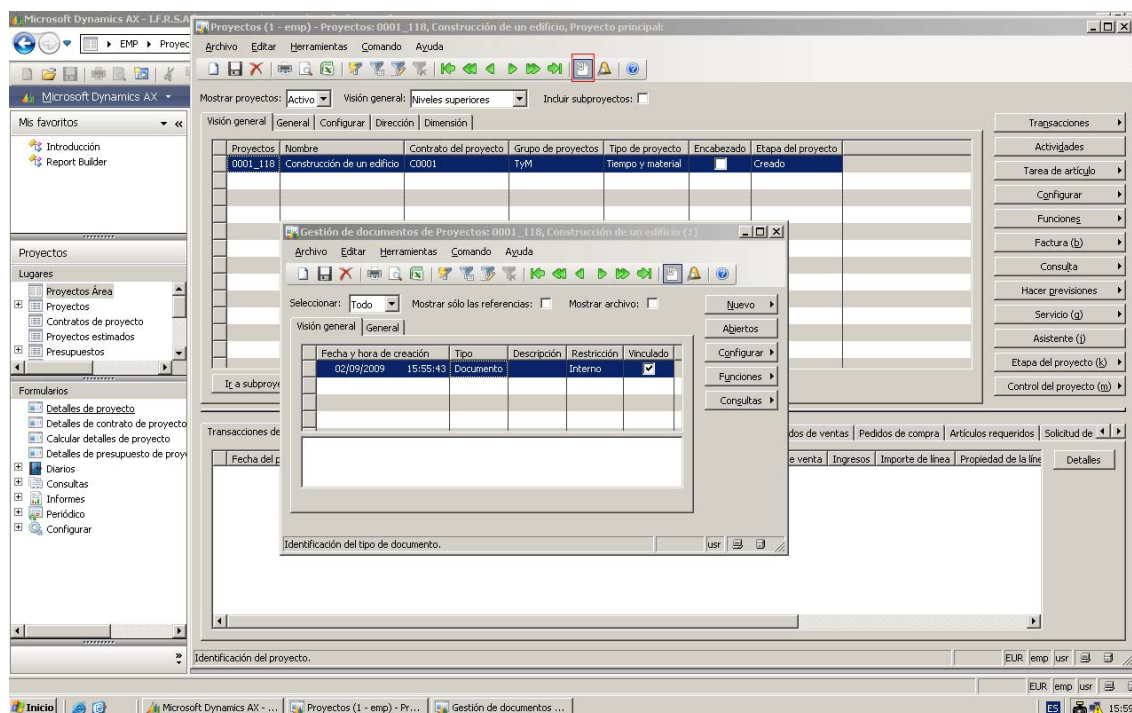 Microsoft Dynamics AX - I.F.R.S.A
Proyectos (1 - emp) - Proyectos: 0001_118, Construcción de un edificio, Proyecto principal:
EMP Proyec
Archivo Editar Herramientas Comando Ayuda
Microsoft Dynamics AX
Mostrar proyectos: Activo Visión general: Niveles superiores Incluir subproyectos:
Mis favoritos
Introducción
Report Builder
Visión general General Configurar Dirección Dimensión
Proyectos Nombre Contrato del proyecto Grupo de proyectos Tipo de proyecto Encabezado Etapa del proyecto
0001_118 Construcción de un edificio C0001 TyM Tiempo y material Creado
Transacciones
Actividades
Tarea de artículo
Configurar
Funciones
Factura (b)
Consulta
Hacer previsiones
Servicio (q)
Asistente (j)
Etapa del proyecto (k)
Control del proyecto (m)
Proyectos
Lugares
Proyectos Área
Proyectos
Contratos de proyecto
Proyectos estimados
Presupuestos
Formularios
Detalles de proyecto
Detalles de contrato de proyecto
Calcular detalles de proyecto
Detalles de presupuesto de proy
Diarios
Consultas
Informes
Periódico
Configurar
Gestión de documentos de Proyectos: 0001_118, Construcción de un edificio (1)
Archivo Editar Herramientas Comando Ayuda
Seleccionar: Todo Mostrar sólo las referencias: Mostrar archivo:
Visión general General
Fecha y hora de creación Tipo Descripción Restricción Vinculado
02/09/2009 15:55:43 Documento Interno
Nuevo
Abiertos
Configurar
Funciones
Consultas
Identificación del tipo de documento. usr
Ir a subproye
Transacciones de
dos de ventas Pedidos de compra Artículos requeridos Solicitud de
Fecha del p
e venta Ingresos Importe de línea Propiedad de la líne Detalles
Identificación del proyecto. EUR emp usr
EUR emp usr
Inicio Microsoft Dynamics AX - ... Proyectos (1 - emp) - Pr... Gestión de documentos ... ES 15:59